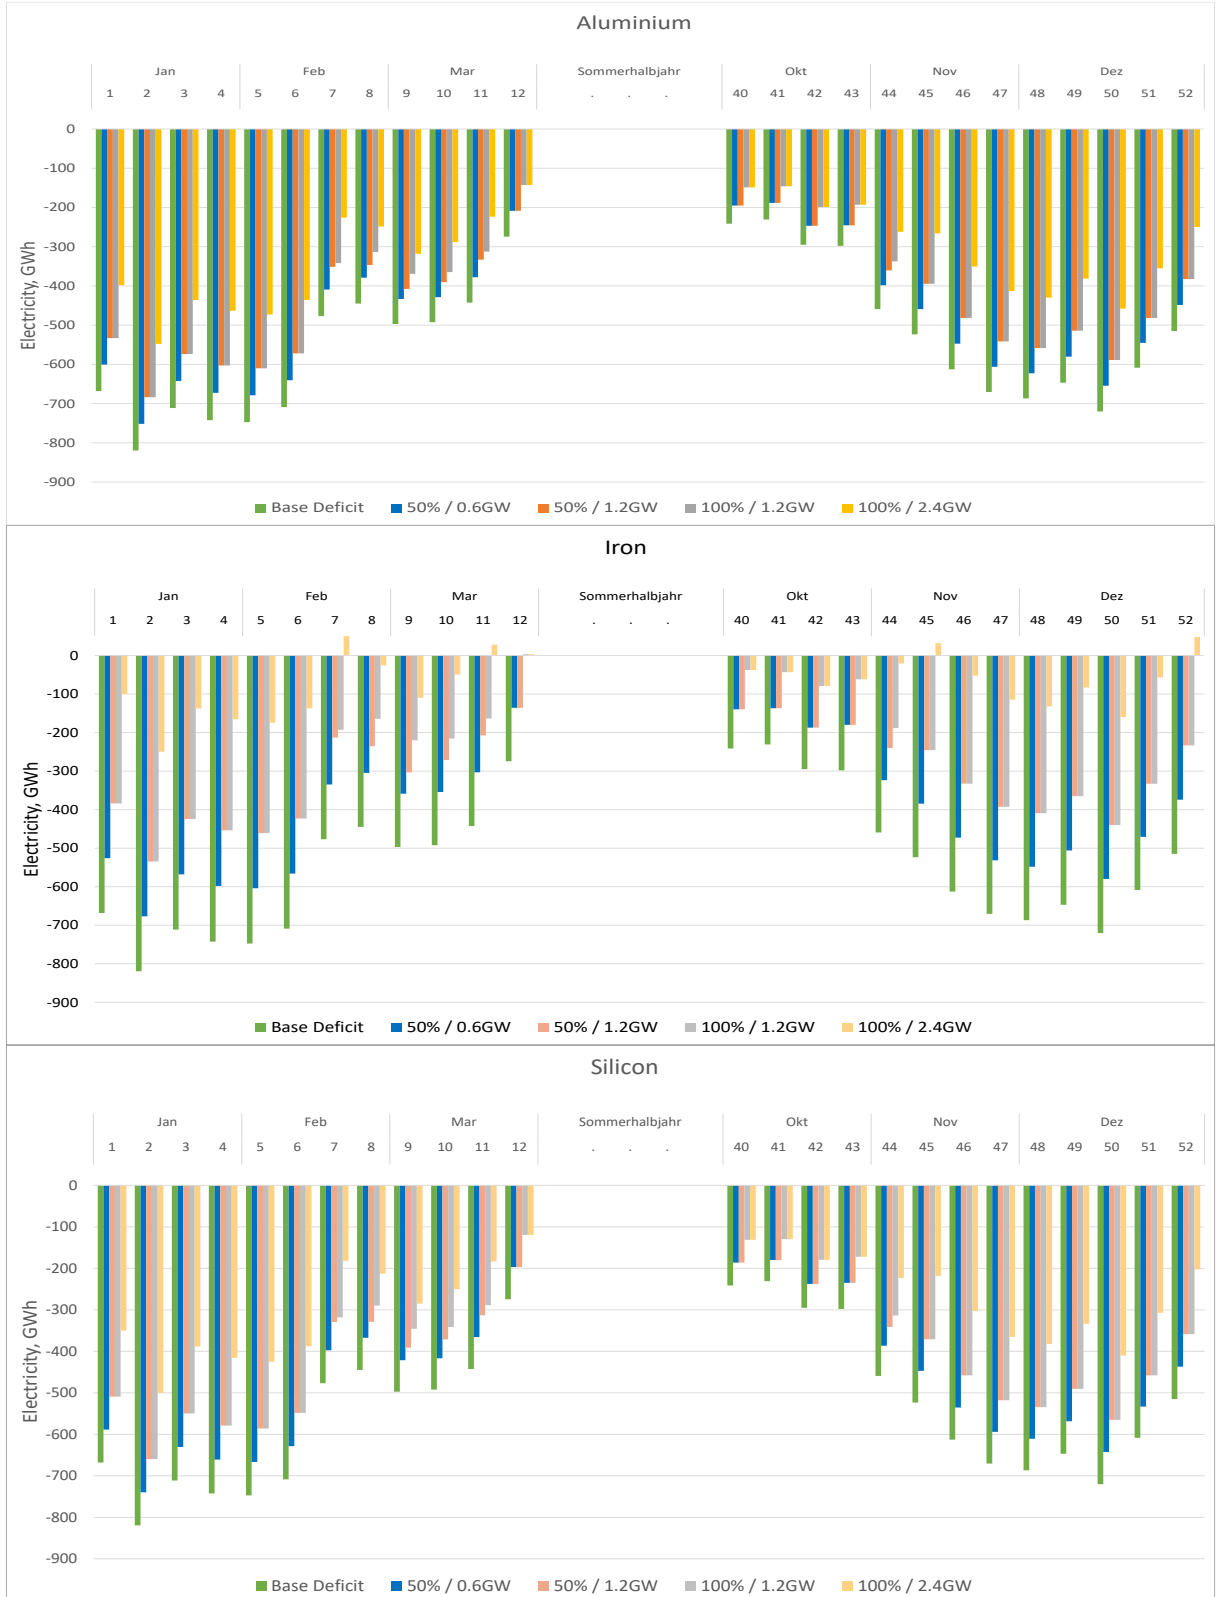 Aluminium
Jan Feb Mar Sommerhalbjahr Okt Nov Dez
1 2 3 4 5 6 7 8 9 10 11 12 . . . 40 41 42 43 44 45 46 47 48 49 50 51 52
0
-100
-200
-300
-400
-500
-600
-700
-800
-900
Electricity, GWh
Base Deficit 50% / 0.6GW 50% / 1.2GW 100% / 1.2GW 100% / 2.4GW
Iron
Jan Feb Mar Sommerhalbjahr Okt Nov Dez
1 2 3 4 5 6 7 8 9 10 11 12 . . . 40 41 42 43 44 45 46 47 48 49 50 51 52
0
-100
-200
-300
-400
-500
-600
-700
-800
-900
Electricity, GWh
Base Deficit 50% / 0.6GW 50% / 1.2GW 100% / 1.2GW 100% / 2.4GW
Silicon
Jan Feb Mar Sommerhalbjahr Okt Nov Dez
1 2 3 4 5 6 7 8 9 10 11 12 . . . 40 41 42 43 44 45 46 47 48 49 50 51 52
0
-100
-200
-300
-400
-500
-600
-700
-800
-900
Electricity, GWh
Base Deficit 50% / 0.6GW 50% / 1.2GW 100% / 1.2GW 100% / 2.4GW